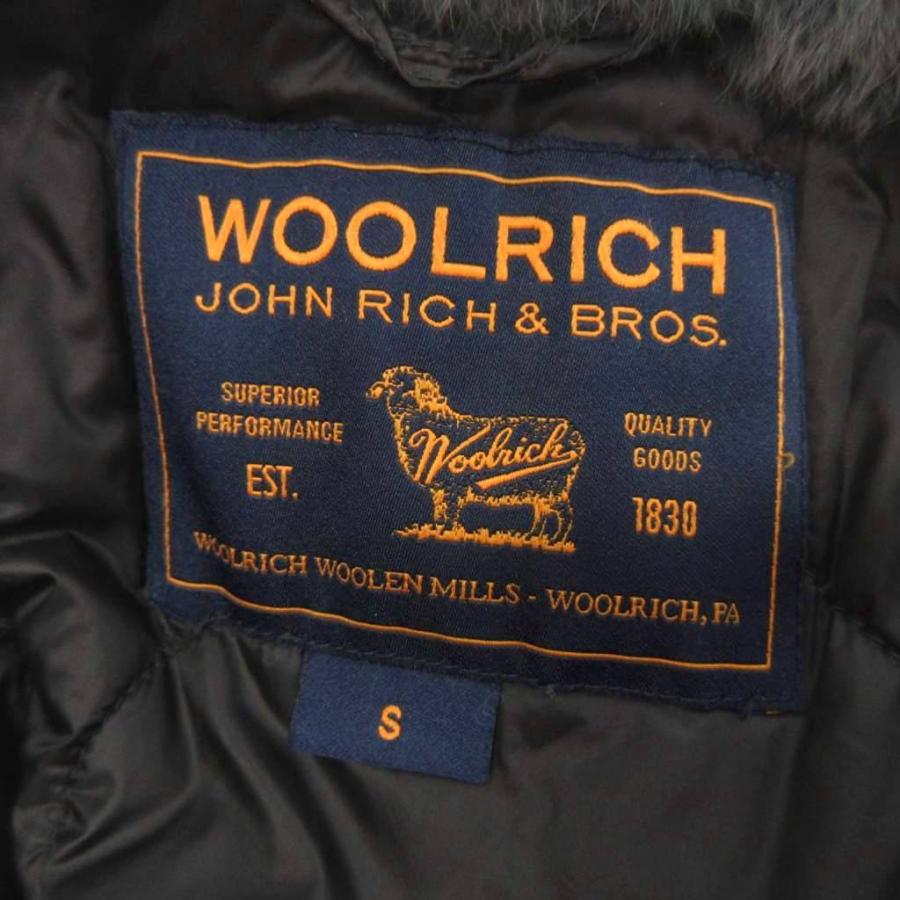 WOOLRICH
JOHN RICH & BROS.
SUPERIOR
PERFORMANCE
EST.
Woolrich
QUALITY
GOODS
1830
WOOLRICH WOOLEN MILLS - WOOLRICH, PA
S